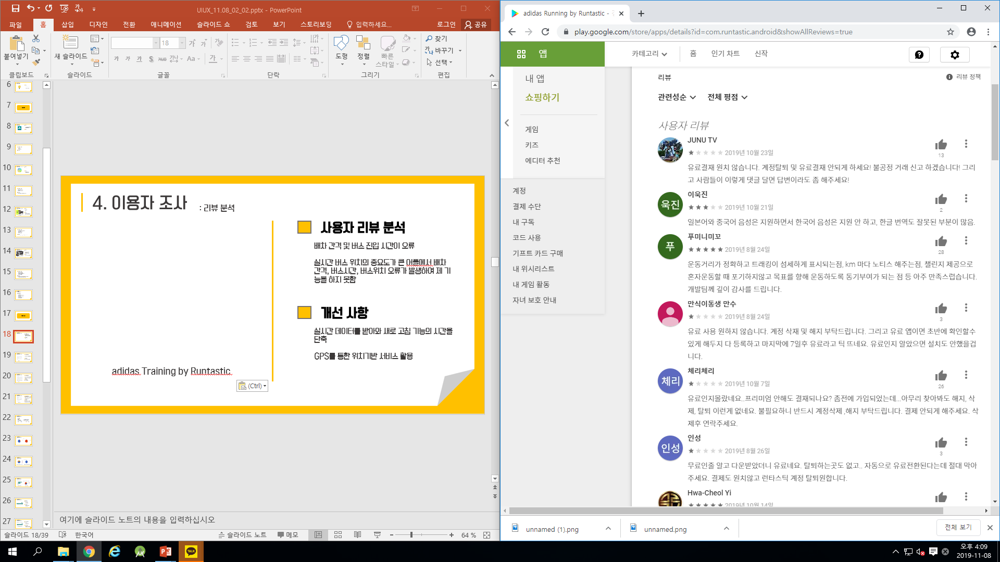 UIUX_11.08_02_02.pptx - PowerPoint
파일
홈
삽입
디자인
전환
애니메이션
슬라이드 쇼
검토
보기
스토리보딩
입력하세요...
로그인
공유
붙여넣기
새 슬라이드
18
가 가 가 S
Aa
도형
정렬
빠른 스타일
찾기
바꾸기
선택
클립보드
슬라이드
글꼴
단락
그리기
편집
6
7
8
9
10
11
12
13
14
15
16
17
18
19
20
21
22
23
24
25
26
27
4. 이용자 조사
: 리뷰 분석
사용자 리뷰 분석
배차 간격 및 버스 진입 시간이 오류
실시간 버스 위치의 중요도가 큰 어플에서 배차
간격, 버스시간, 버스위치 오류가 발생하여 제 기
능을 하지 못함
개선 사항
실시간 데이터를 받아와 새로 고침 기능의 시간을
단축
GPS를 통한 위치기반 서비스 활용
adidas Training by Runtastic
(Ctrl)
여기에 슬라이드 노트의 내용을 입력하십시오
슬라이드 18/39
한국어
슬라이드 노트
메모
64 %
adidas Running by Runtastic -
play.google.com/store/apps/details?id=com.runtastic.android&showAllReviews=true
앱
카테고리
홈
인기 차트
신작
내 앱
쇼핑하기
게임
키즈
에디터 추천
계정
결제 수단
내 구독
코드 사용
기프트 카드 구매
내 위시리스트
내 게임 활동
자녀 보호 안내
리뷰
리뷰 정책
관련성순
전체 평점
사용자 리뷰
JUNU TV
2019년 10월 23일
13
유료결재 원치 않습니다. 계정탈퇴 및 유료결재 안되게 하세요! 불공정 거래 신고 하겠습니다! 그리
고 사람들이 이렇게 댓글 달면 답변이라도 좀 해주세요!
욱진
이욱진
2019년 10월 21일
2
일본어와 중국어 음성은 지원하면서 한국어 음성은 지원 안 하고, 한글 번역도 잘못된 부분이 많음.
푸
푸미니미꼬
2019년 8월 24일
28
운동거리가 정확하고 트래킹이 섬세하게 표시되는점, km 마다 노티스 해주는점, 챌린지 제공으로
혼자운동할 때 포기하지않고 목표를 향해 운동하도록 동기부여가 되는 점 등 아주 만족스럽습니다.
개발팀께 깊이 감사를 드립니다.
만식이동생 만수
2019년 8월 24일
3
유료 사용 원하지 않습니다. 계정 삭재 및 해지 부탁드립니다. 그리고 유료 앱이면 초반에 확인할수
있게 해두지 다 등록하고 마지막에 7일후 유료라고 틱 뜨네요. 유료인지 알았으면 설치도 안했을겁
니다.
체리
체리체리
2019년 10월 7일
26
유료인지몰랐네요..프리미엄 안해도 결재되나요? 좀전에 가입되었는데...아무리 찾아봐도 해지, 삭
제, 탈퇴 이런게 없네요. 불필요하니 반드시 계정삭제 ,해지 부탁드립니다. 결제 안되게 해주세요. 삭
제후 연락주세요.
인성
인성
2019년 8월 26일
3
무료인줄 알고 다운받았더니 유료네요. 탈퇴하는곳도 없고.. 자동으로 유료전환된다는데 절대 막아
주세요. 결제도 원치않고 런타스틱 계정 탈퇴원합니다.
Hwa-Cheol Yi
2019년 10월 14일
unnamed (1).png
unnamed.png
전체 보기
TALK
오후 4:09
2019-11-08